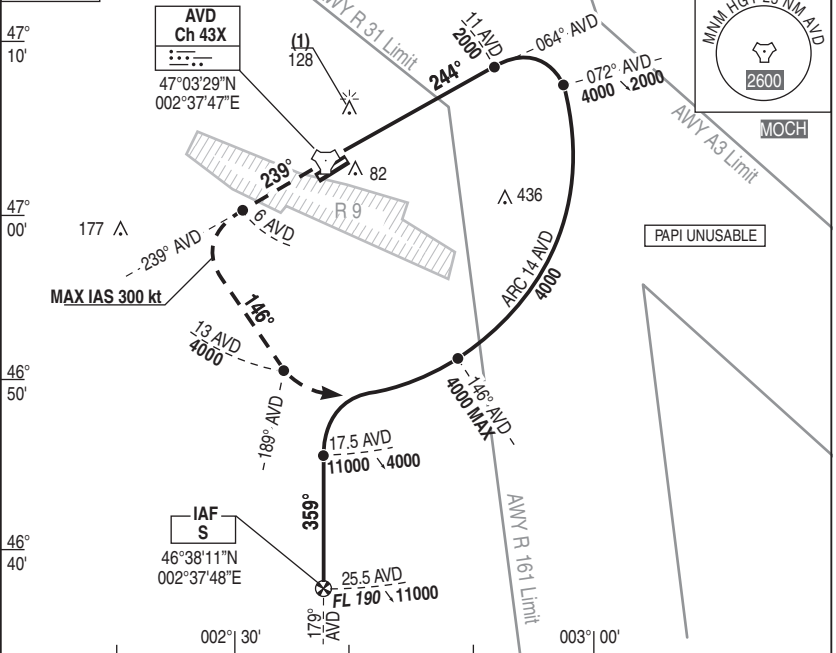 AVD
Ch 43X
47°03'29"N
002°37'47"E
(1)
128
AWY R 31 Limit
11 AVD
2000
064° AVD
072° AVD
4000 ↘2000
MNM HGT 25 NM AVD
2600
MOCH
AWY A3 Limit
47°
10'
244°
82
239°
R 9
436
47°
00'
177
6 AVD
239° AVD
PAPI UNUSABLE
MAX IAS 300 kt
146°
ARC 14 AVD
4000
13 AVD
4000
46°
50'
146° AVD
4000 MAX
189° AVD
17.5 AVD
11000 ↘4000
359°
IAF
S
46°38'11"N
002°37'48"E
AWY R 161 Limit
46°
40'
25.5 AVD
FL 190 ↘11000
179°
AVD
002° 30'
003° 00'